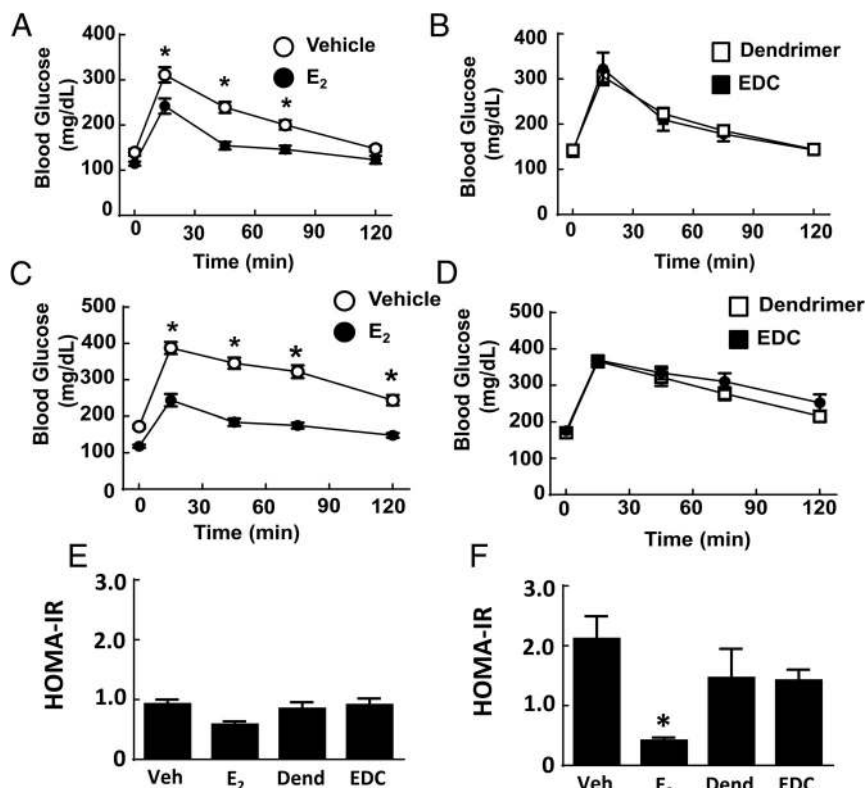 A
Blood Glucose
(mg/dL)
400
300
200
100
0
*
*
*
Vehicle
E₂
0
30
60
90
120
Time (min)
B
Blood Glucose
(mg/dL)
400
300
200
100
0
Dendrimer
EDC
0
30
60
90
120
Time (min)
C
Blood Glucose
(mg/dL)
500
400
300
200
100
0
*
*
*
*
Vehicle
E₂
0
30
60
90
120
Time (min)
D
Blood Glucose
(mg/dL)
500
400
300
200
100
0
Dendrimer
EDC
0
30
60
90
120
Time (min)
E
HOMA-IR
3.0
2.0
1.0
0
Veh E₂ Dend EDC
F
HOMA-IR
3.0
2.0
1.0
0.0
*
Veh Dend EDC